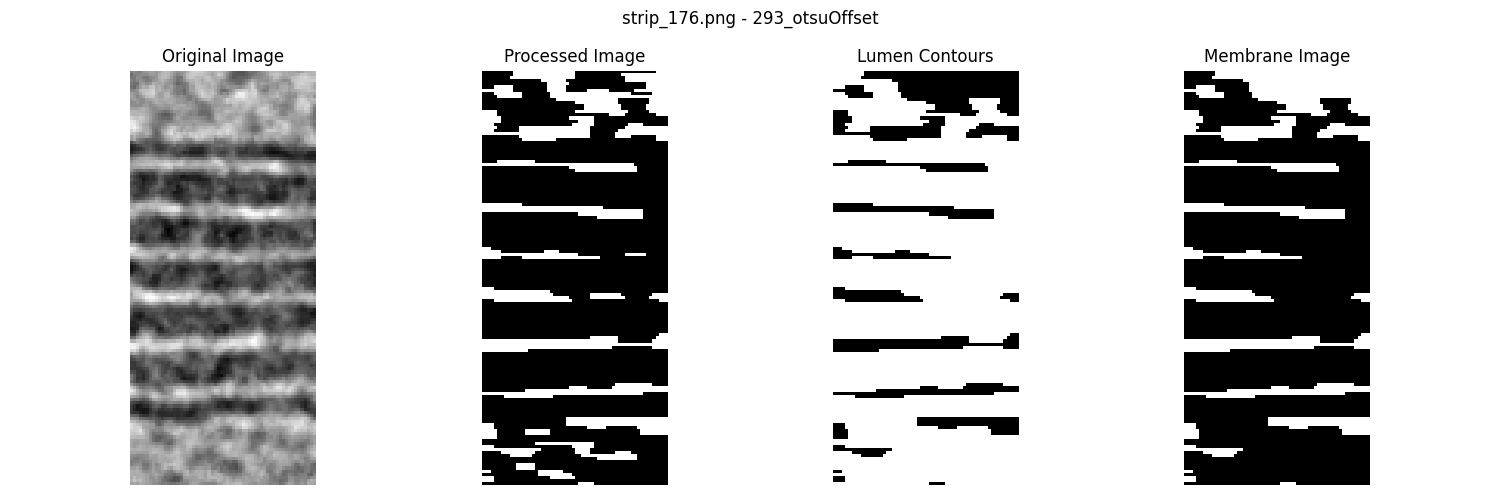 strip_176.png - 293_otsuOffset
Original Image
Processed Image
Lumen Contours
Membrane Image